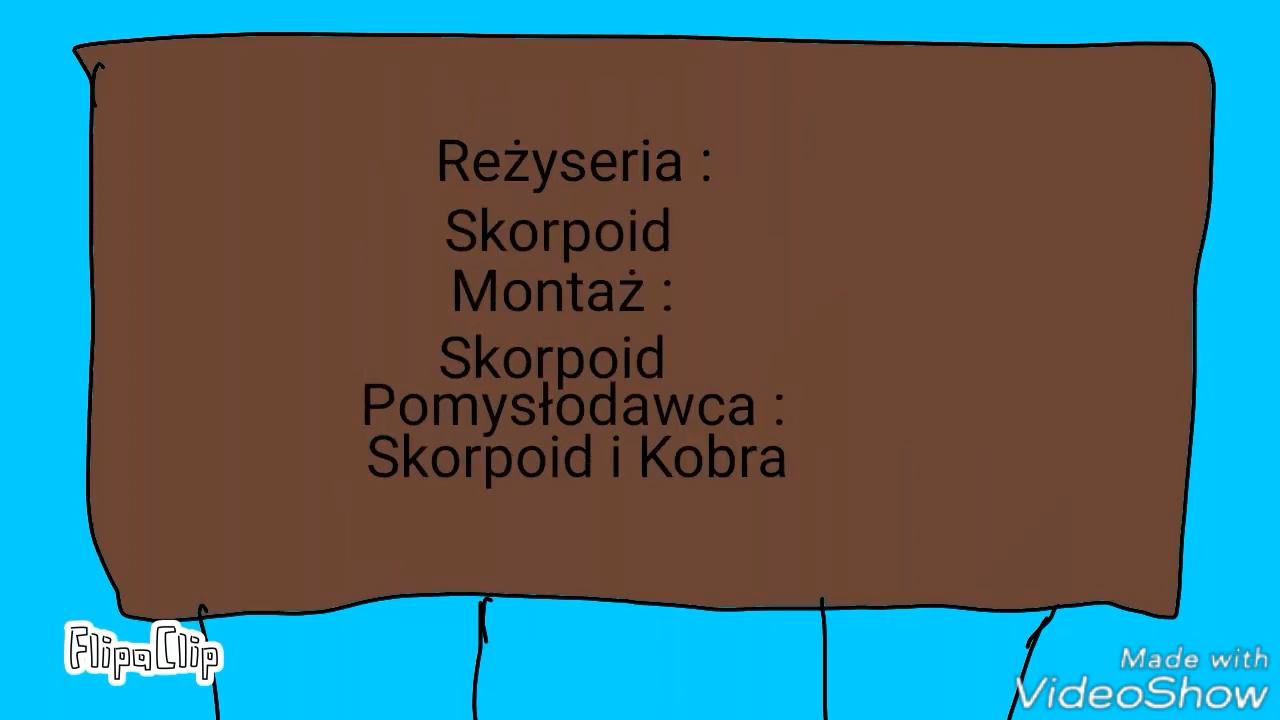 Reżyseria :
Skorpoid
Montaż :
Skorpoid
Pomysłodawca :
Skorpoid i Kobra
FlipaClip
Made with
VideoShow